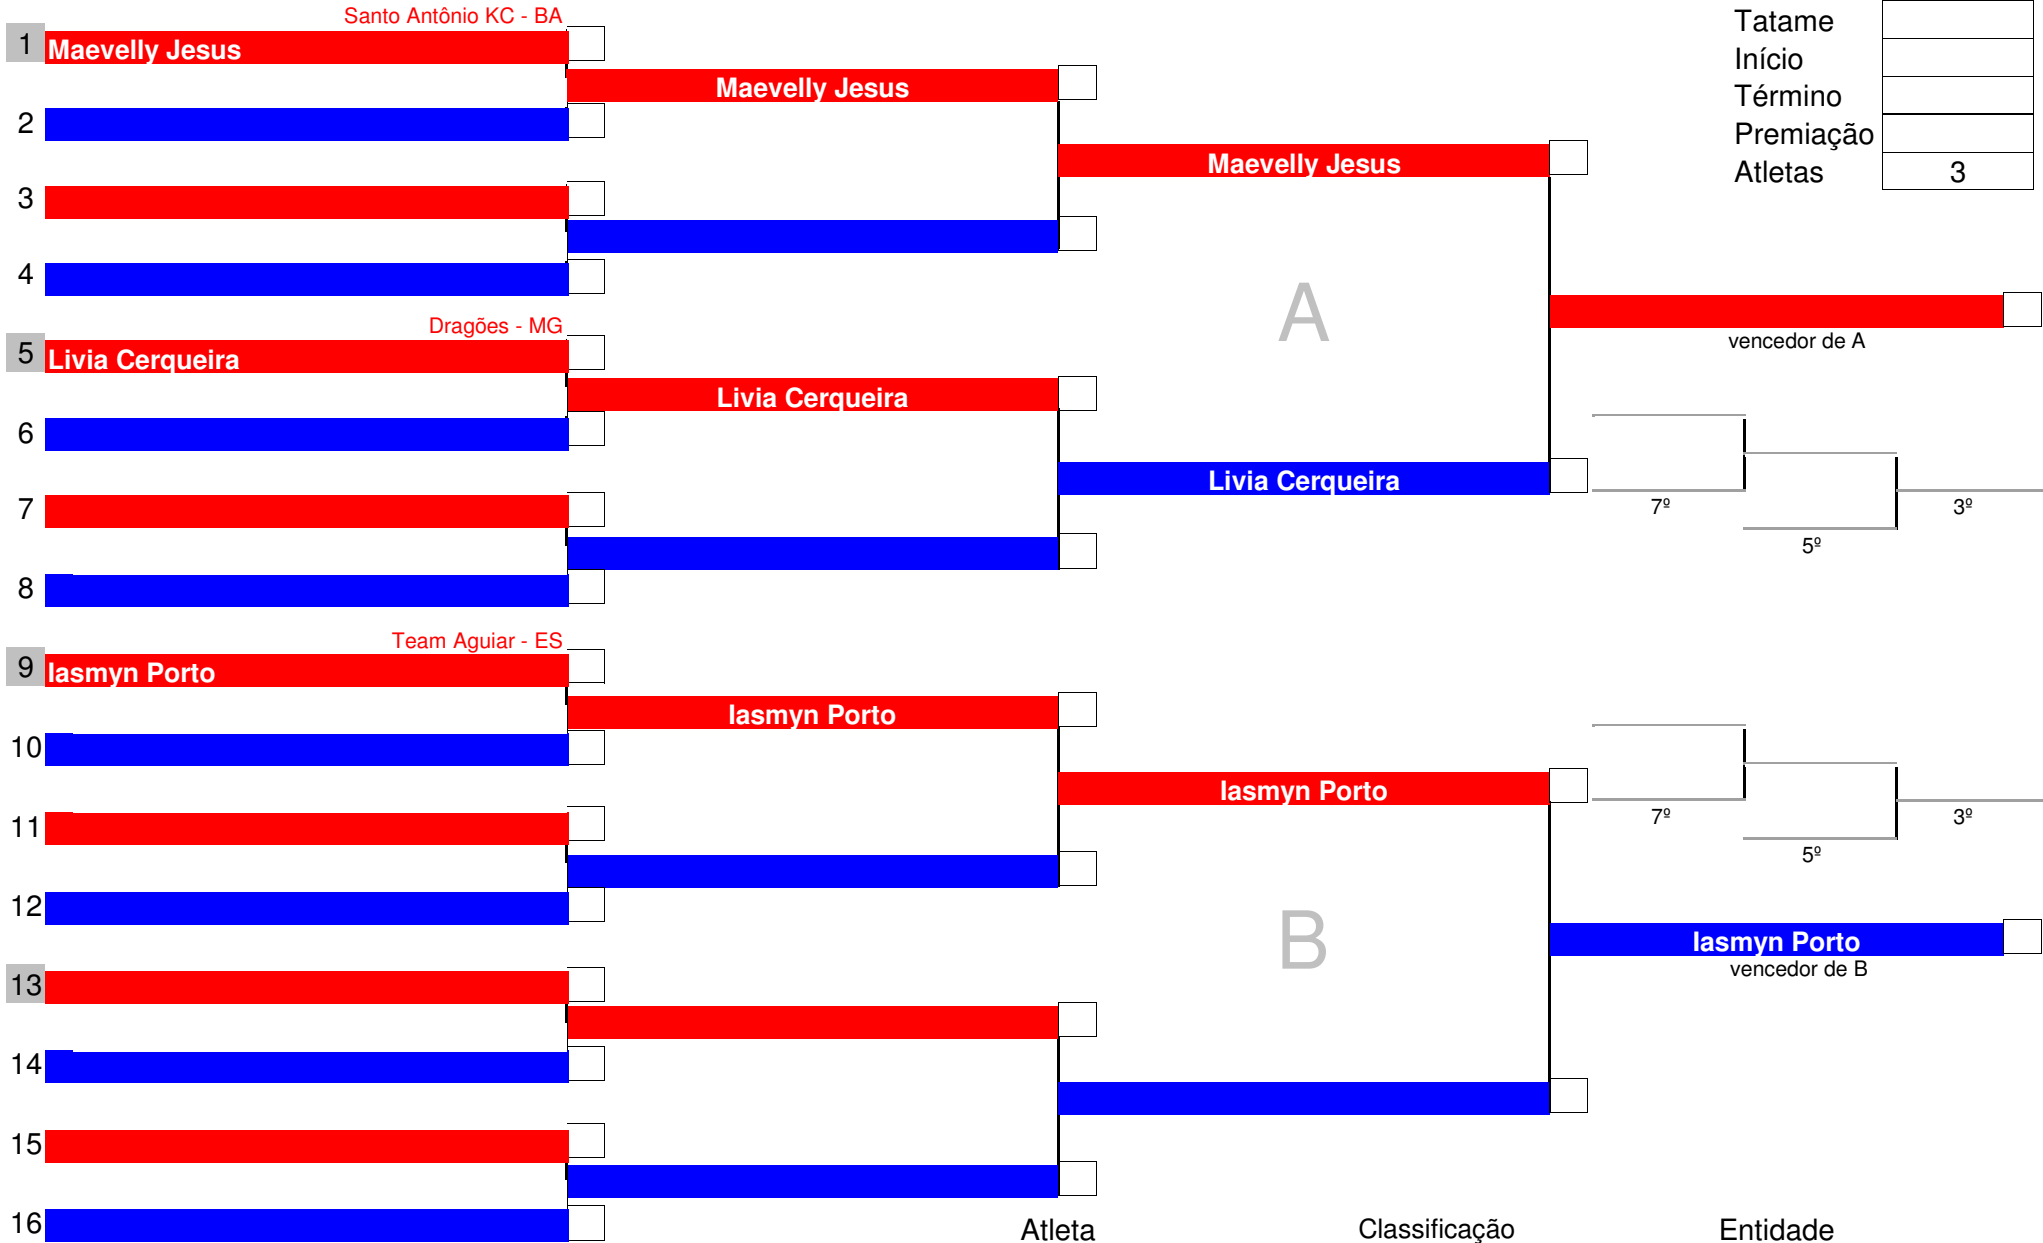 Santo Antônio KC - BA
Tatame
1 Maevelly Jesus
Início
Maevelly Jesus
Término
2
Premiação
Maevelly Jesus
Atletas 3
3
4
Dragões - MG
vencedor de A
A
5 Livia Cerqueira
Livia Cerqueira
6
Livia Cerqueira
7
7º
3º
5º
8
Team Aguiar - ES
9 Iasmyn Porto
Iasmyn Porto
10
Iasmyn Porto
11
7º
3º
5º
12
B
Iasmyn Porto
vencedor de B
13
14
15
16
Atleta Classificação Entidade